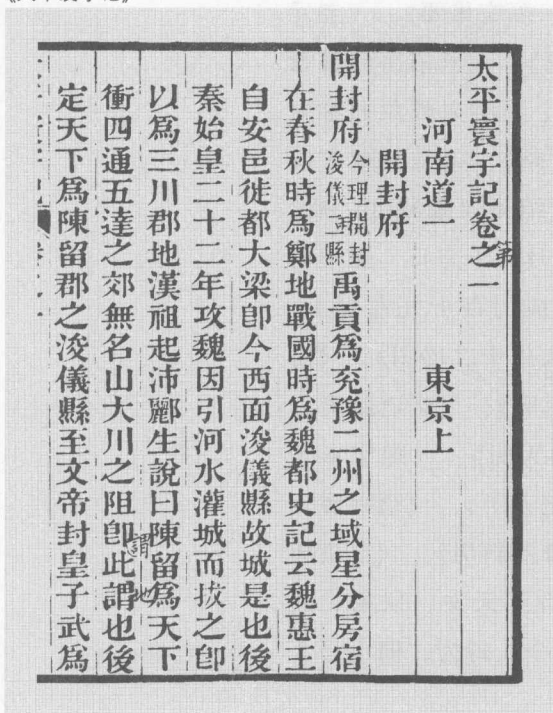 太平寰宇記卷之一
第
河南道一 東京上
開封府
開封府今理開封浚儀二縣禹貢爲兖豫二州之域星分房宿
在春秋時爲鄭地戰國時爲魏都史記云魏惠王
自安邑徙都大梁卽今西面浚儀縣故城是也後
秦始皇二十二年攻魏因引河水灌城而拔之卽
以爲三川郡地漢祖起沛酈生說曰陳留爲天下
衝四通五達之郊無名山大川之阻卽此謂也後
謂 地
定天下爲陳留郡之浚儀縣至文帝封皇子武爲